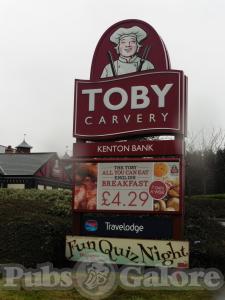 TOBY
CARVERY
KENTON BANK
THE TOBY
ALL YOU CAN EAT
ENGLISH
BREAKFAST
£4.29
Travelodge
Fun Quiz Night
Pubs Galore